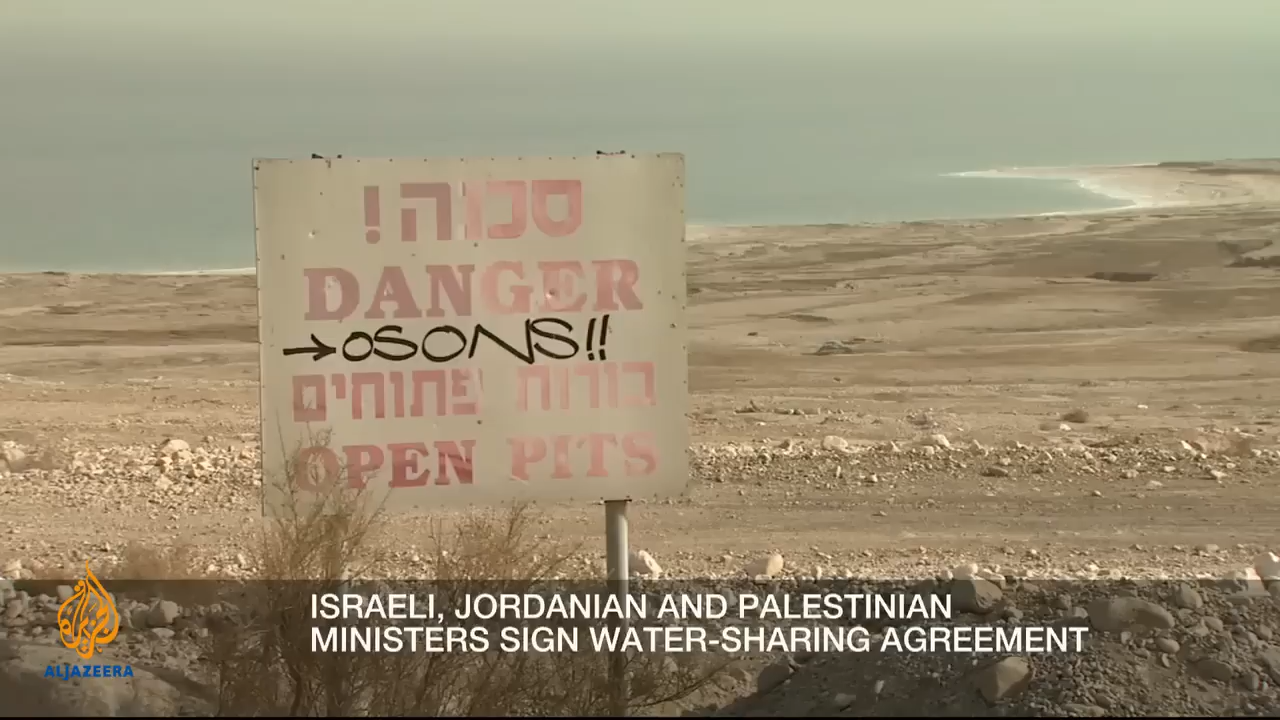 סכנה!
DANGER
→OSONS!!
בורות פתוחים
OPEN PITS
ISRAELI, JORDANIAN AND PALESTINIAN
MINISTERS SIGN WATER-SHARING AGREEMENT
ALJAZEERA